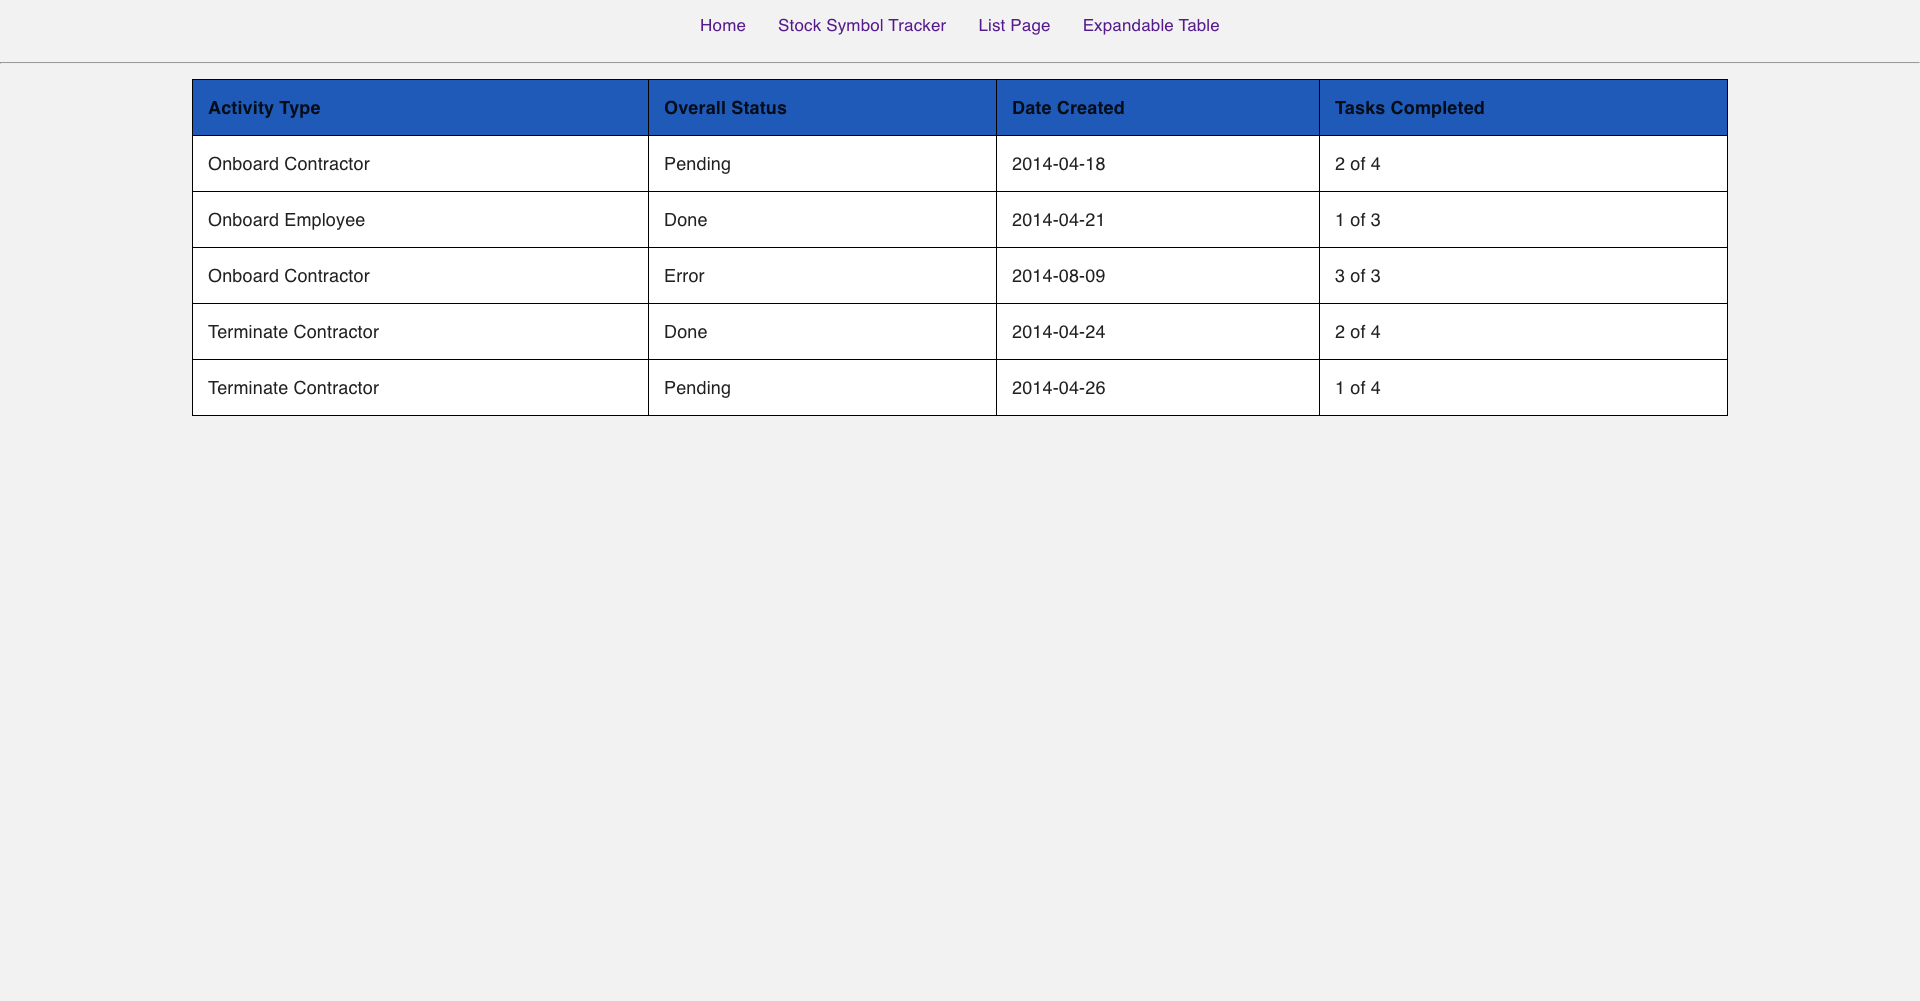 Home Stock Symbol Tracker List Page Expandable Table
Activity Type Overall Status Date Created Tasks Completed
Onboard Contractor Pending 2014-04-18 2 of 4
Onboard Employee Done 2014-04-21 1 of 3
Onboard Contractor Error 2014-08-09 3 of 3
Terminate Contractor Done 2014-04-24 2 of 4
Terminate Contractor Pending 2014-04-26 1 of 4